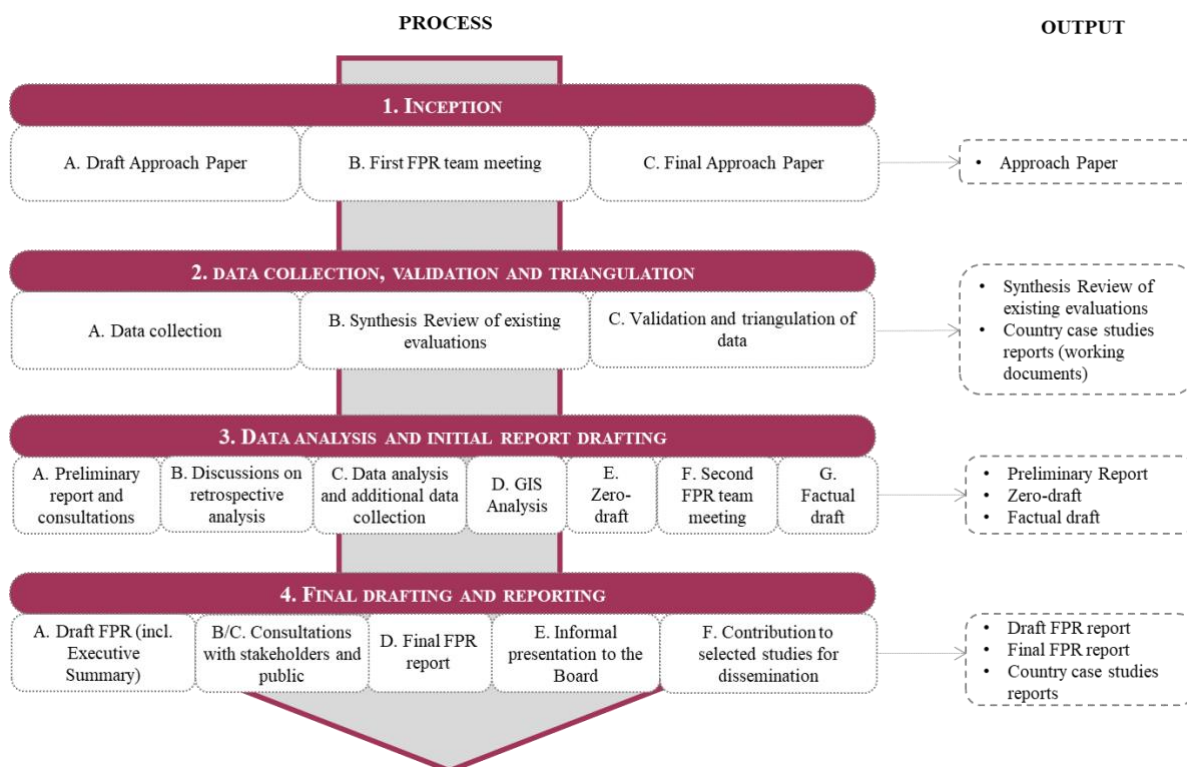 PROCESS
OUTPUT
1. INCEPTION
A. Draft Approach Paper
B. First FPR team meeting
C. Final Approach Paper
• Approach Paper
2. DATA COLLECTION, VALIDATION AND TRIANGULATION
A. Data collection
B. Synthesis Review of existing
evaluations
C. Validation and triangulation of
data
• Synthesis Review of
existing evaluations
• Country case studies
reports (working
documents)
3. DATA ANALYSIS AND INITIAL REPORT DRAFTING
A. Preliminary
report and
consultations
B. Discussions on
retrospective
analysis
C. Data analysis
and additional data
collection
D. GIS
Analysis
E.
Zero-
draft
F. Second
FPR team
meeting
G.
Factual
draft
• Preliminary Report
• Zero-draft
• Factual draft
4. FINAL DRAFTING AND REPORTING
A. Draft FPR (incl.
Executive
Summary)
B/C. Consultations
with stakeholders and
public
D. Final FPR
report
E. Informal
presentation to the
Board
F. Contribution to
selected studies for
dissemination
• Draft FPR report
• Final FPR report
• Country case studies
reports